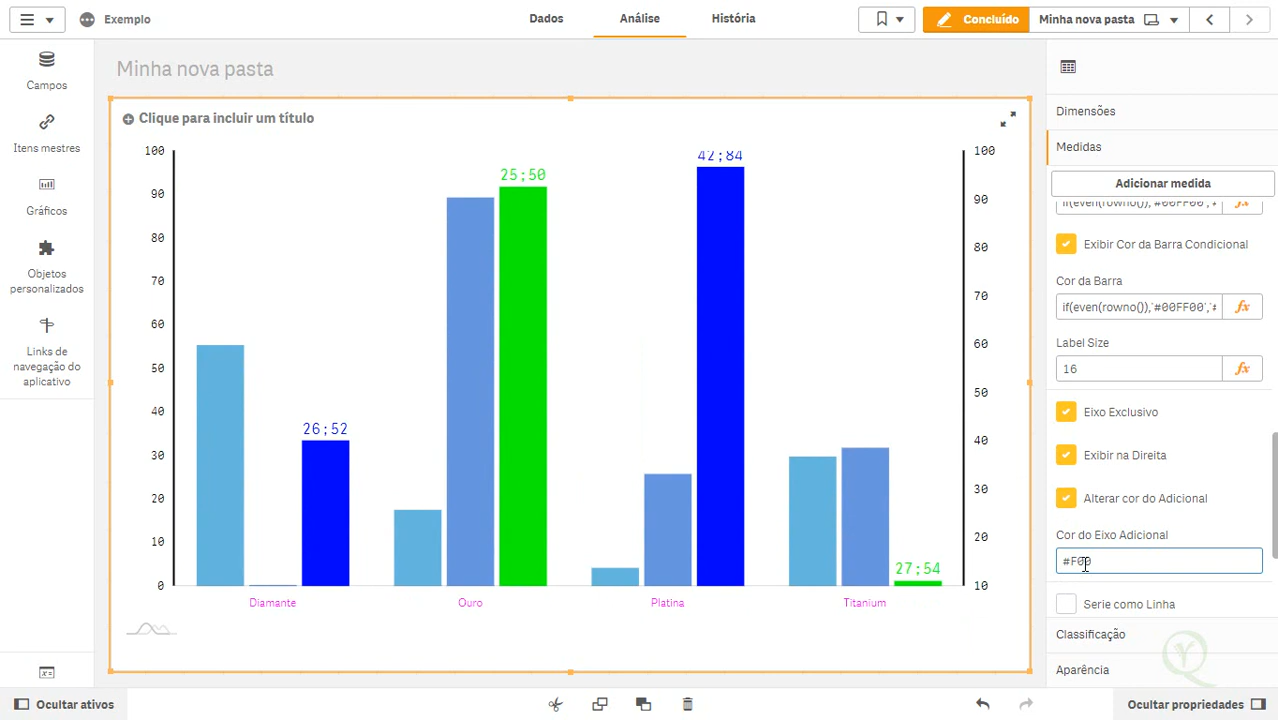 Exemplo
Dados
Análise
História
Concluído
Minha nova pasta
Campos
Itens mestres
Gráficos
Objetos
personalizados
Links de
navegação do
aplicativo
Minha nova pasta
Clique para incluir um título
100
90
80
70
60
50
40
30
20
10
0
26;52
25;50
42;84
27;54
100
90
80
70
60
50
40
30
20
10
Diamante
Ouro
Platina
Titanium
Dimensões
Medidas
Adicionar medida
if(even(rowno()),'#00FF00','#
fx
Exibir Cor da Barra Condicional
Cor da Barra
if(even(rowno()),'#00FF00','#
fx
Label Size
16
fx
Eixo Exclusivo
Exibir na Direita
Alterar cor do Adicional
Cor do Eixo Adicional
#F00
Serie como Linha
Classificação
Aparência
Ocultar ativos
Ocultar propriedades